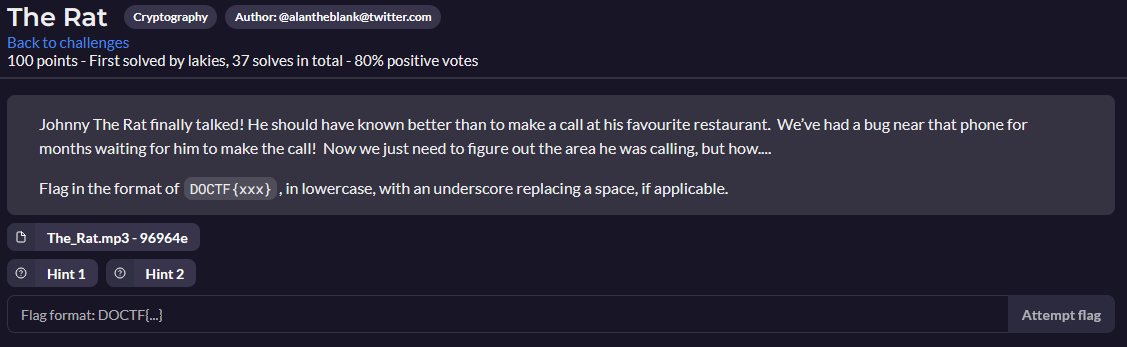 The Rat Cryptography Author: @alantheblank@twitter.com
Back to challenges
100 points - First solved by lakies, 37 solves in total - 80% positive votes
Johnny The Rat finally talked! He should have known better than to make a call at his favourite restaurant. We've had a bug near that phone for
months waiting for him to make the call! Now we just need to figure out the area he was calling, but how....
Flag in the format of DOCTF{xxx}, in lowercase, with an underscore replacing a space, if applicable.
The_Rat.mp3 - 96964e
Hint 1 Hint 2
Flag format: DOCTF{...} Attempt flag